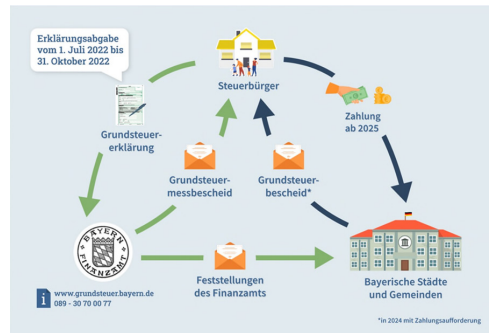 Erklärungsabgabe
vom 1. Juli 2022 bis
31. Oktober 2022
Steuerbürger
Zahlung
ab 2025
Grundsteuer-
erklärung
Grundsteuer-
messbescheid
Grundsteuer-
bescheid*
BAYERN
FINANZAMT
Feststellungen
des Finanzamts
Bayerische Städte
und Gemeinden
i
www.grundsteuer.bayern.de
089 - 30 70 00 77
*in 2024 mit Zahlungsaufforderung